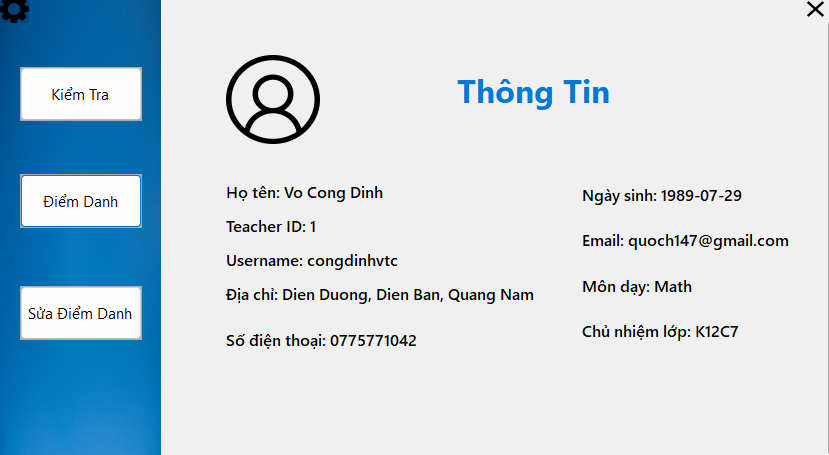 Kiểm Tra
Điểm Danh
Sửa Điểm Danh
Thông Tin
Họ tên: Vo Cong Dinh
Teacher ID: 1
Username: congdinhvtc
Địa chỉ: Dien Duong, Dien Ban, Quang Nam
Số điện thoại: 0775771042
Ngày sinh: 1989-07-29
Email: quoch147@gmail.com
Môn dạy: Math
Chủ nhiệm lớp: K12C7